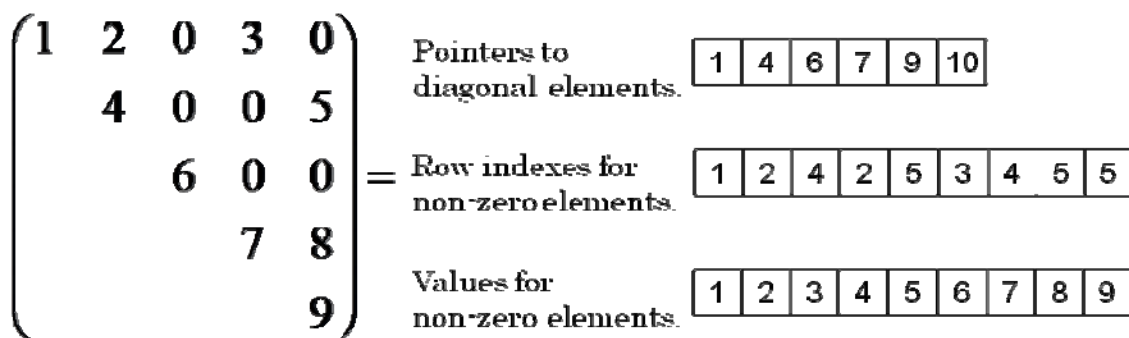 1 2 0 3 0
4 0 0 5
6 0 0
7 8
9
=
Pointers to
diagonal elements.
1 4 6 7 9 10
Row indexes for
non-zero elements.
1 2 4 2 5 3 4 5 5
Values for
non-zero elements.
1 2 3 4 5 6 7 8 9